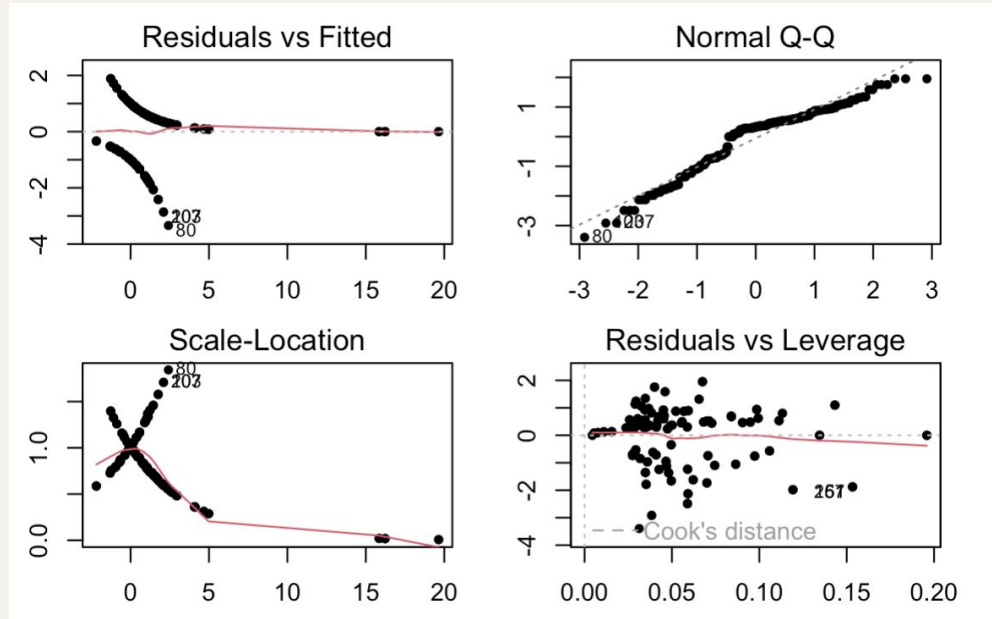 Residuals vs Fitted
2
0
-2
-4
80
0 5 10 15 20
Normal Q-Q
1
-1
-3
80
-3 -2 -1 0 1 2 3
Scale-Location
1.0
0.0
80
0 5 10 15 20
Residuals vs Leverage
2
0
-2
-4
Cook's distance
0.00 0.05 0.10 0.15 0.20